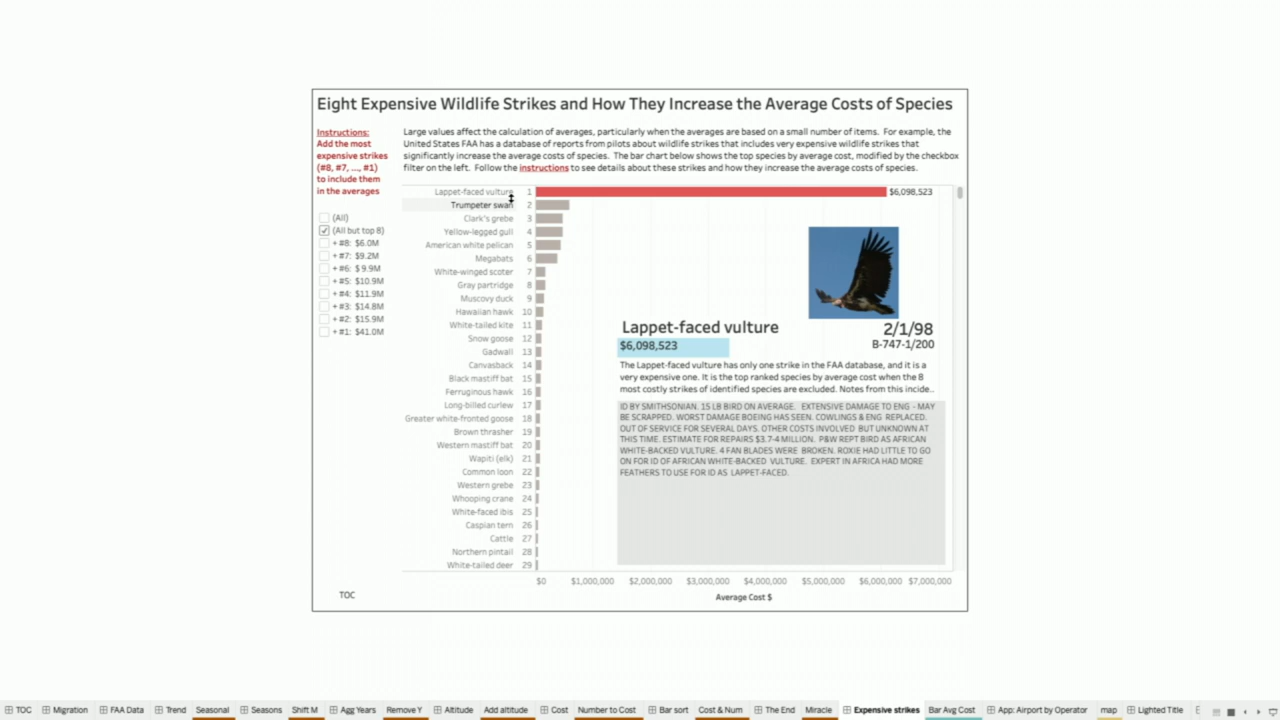 Eight Expensive Wildlife Strikes and How They Increase the Average Costs of Species
Instructions:
Add the most
expensive strikes
(#8, #7, ..., #1)
to include them
in the averages
Large values affect the calculation of averages, particularly when the averages are based on a small number of items. For example, the
United States FAA has a database of reports from pilots about wildlife strikes that includes very expensive wildlife strikes that
significantly increase the average costs of species. The bar chart below shows the top species by average cost, modified by the checkbox
filter on the left. Follow the instructions to see details about these strikes and how they increase the average costs of species.
(All)
(All but top 8)
+ #8: $6.0M
+ #7: $9.2M
+ #6: $ 9.9M
+ #5: $10.9M
+ #4: $11.9M
+ #3: $14.8M
+ #2: $15.9M
+ #1: $41.0M
Lappet-faced vulture 1 $6,098,523
Trumpeter swan 2
Clark's grebe 3
Yellow-legged gull 4
American white pelican 5
Megabats 6
White-winged scoter 7
Gray partridge 8
Muscovy duck 9
Hawaiian hawk 10
White-tailed kite 11
Snow goose 12
Gadwall 13
Canvasback 14
Black mastiff bat 15
Ferruginous hawk 16
Long-billed curlew 17
Greater white-fronted goose 18
Brown thrasher 19
Western mastiff bat 20
Wapiti (elk) 21
Common loon 22
Western grebe 23
Whooping crane 24
White-faced ibis 25
Caspian tern 26
Cattle 27
Northern pintail 28
White-tailed deer 29
Lappet-faced vulture 2/1/98
$6,098,523 B-747-1/200
The Lappet-faced vulture has only one strike in the FAA database, and it is a
very expensive one. It is the top ranked species by average cost when the 8
most costly strikes of identified species are excluded. Notes from this incide..
ID BY SMITHSONIAN. 15 LB BIRD ON AVERAGE. EXTENSIVE DAMAGE TO ENG - MAY
BE SCRAPPED. WORST DAMAGE BOEING HAS SEEN. COWLINGS & ENG REPLACED.
OUT OF SERVICE FOR SEVERAL DAYS. OTHER COSTS INVOLVED BUT UNKNOWN AT
THIS TIME. ESTIMATE FOR REPAIRS $3.7-4 MILLION. P&W REPT BIRD AS AFRICAN
WHITE-BACKED VULTURE. 4 FAN BLADES WERE BROKEN. ROXIE HAD LITTLE TO GO
ON FOR ID OF AFRICAN WHITE-BACKED VULTURE. EXPERT IN AFRICA HAD MORE
FEATHERS TO USE FOR ID AS LAPPET-FACED.
$0 $1,000,000 $2,000,000 $3,000,000 $4,000,000 $5,000,000 $6,000,000 $7,000,000
Average Cost $
TOC
TOC Migration FAA Data Trend Seasonal Seasons Shift M Agg Years Remove Y Altitude Add altitude Cost Number to Cost Bar sort Cost & Num The End Miracle Expensive strikes Bar Avg Cost App: Airport by Operator map Lighted Title